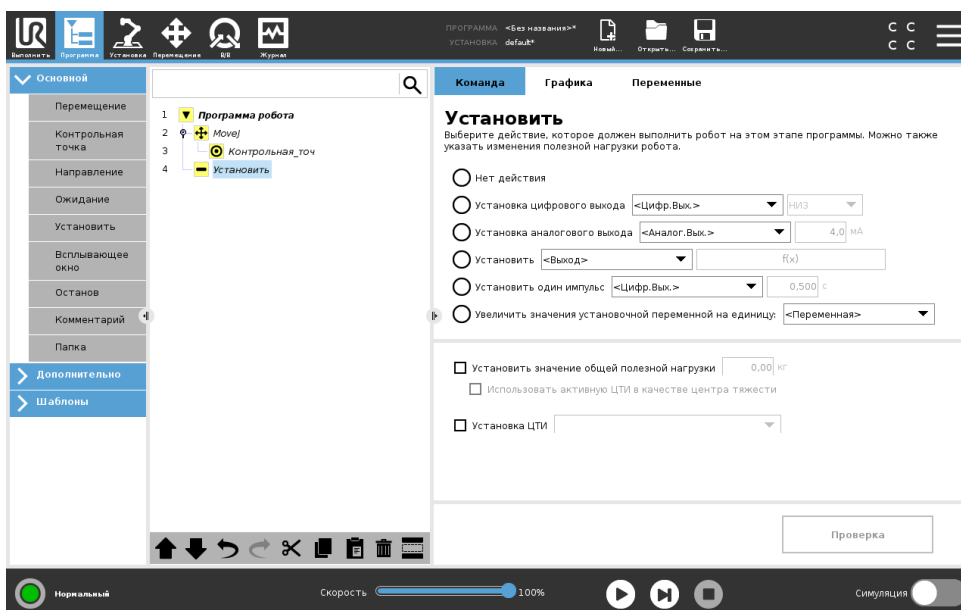 ПРОГРАММА <Без названия>*
УСТАНОВКА default*
Выполнить Программа Установка Перемещение В/В Журнал
Новый... Открыть... Сохранить...
C C
C C
Основной
Перемещение
Контрольная
точка
Направление
Ожидание
Установить
Всплывающее
окно
Останов
Комментарий
Папка
Дополнительно
Шаблоны
1 Программа робота
2 MoveJ
3 Контрольная_точ
4 Установить
Команда Графика Переменные
Установить
Выберите действие, которое должен выполнить робот на этом этапе программы. Можно также
указать изменения полезной нагрузки робота.
Нет действия
Установка цифрового выхода <Цифр.Вых.> НИЗ
Установка аналогового выхода <Аналог.Вых.> 4,0 мА
Установить <Выход> f(x)
Установить один импульс <Цифр.Вых.> 0,500 с
Увеличить значения установочной переменной на единицу: <Переменная>
Установить значение общей полезной нагрузки 0,00 кг
Использовать активную ЦТИ в качестве центра тяжести
Установка ЦТИ
Проверка
Нормальный
Скорость 100%
Симуляция